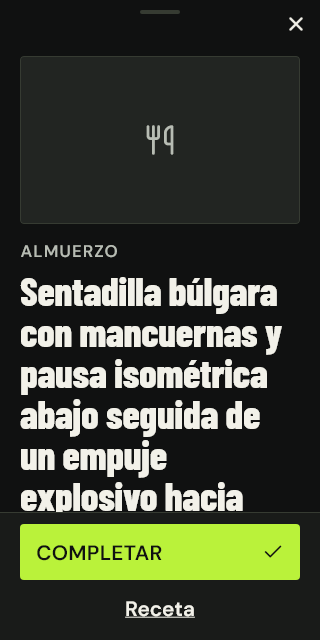 ALMUERZO
Sentadilla búlgara
con mancuernas y
pausa isométrica
abajo seguida de
un empuje
explosivo hacia
COMPLETAR
Receta